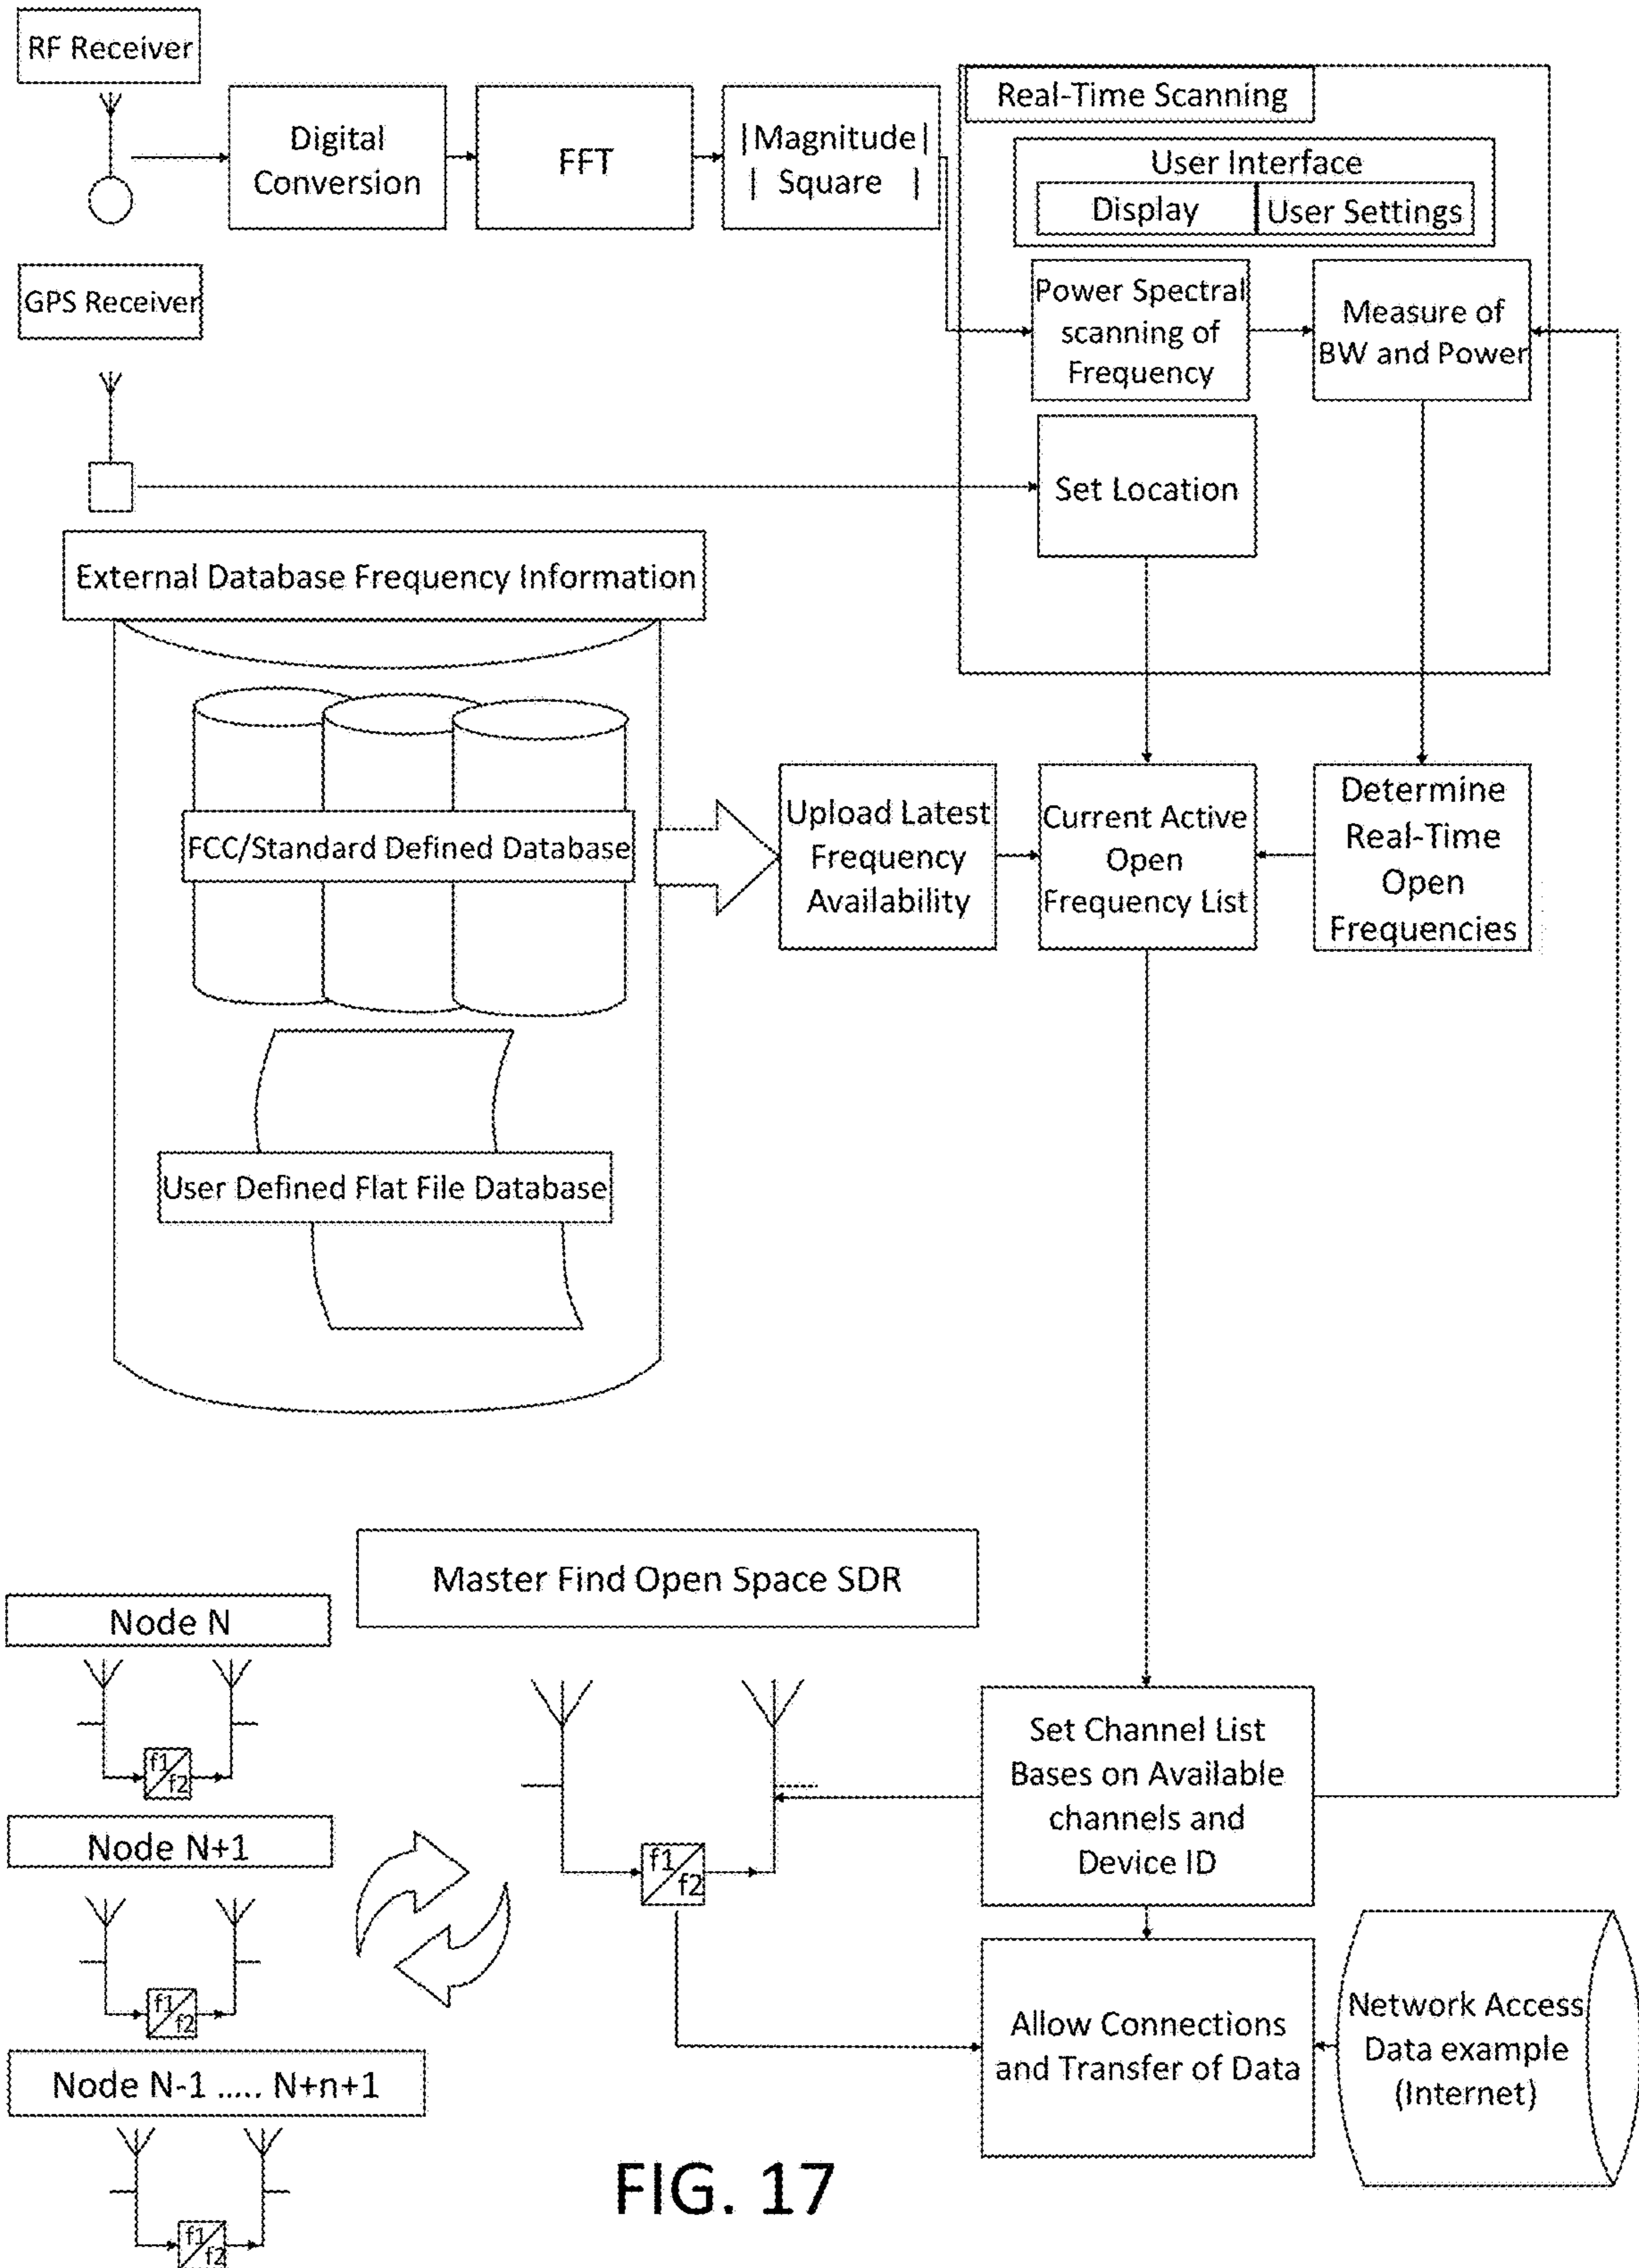 RF Receiver
Digital
Conversion
FFT
|Magnitude|
| Square |
Real-Time Scanning
User Interface
Display
User Settings
GPS Receiver
Power Spectral
scanning of
Frequency
Measure of
BW and Power
Set Location
External Database Frequency Information
FCC/Standard Defined Database
Upload Latest
Frequency
Availability
Current Active
Open
Frequency List
Determine
Real-Time
Open
Frequencies
User Defined Flat File Database
Master Find Open Space SDR
Node N
f1
f2
Node N+1
f1
f2
Node N-1 ..... N+n+1
f1
f2
f1
f2
Set Channel List
Bases on Available
channels and
Device ID
Allow Connections
and Transfer of Data
Network Access
Data example
(Internet)
FIG. 17